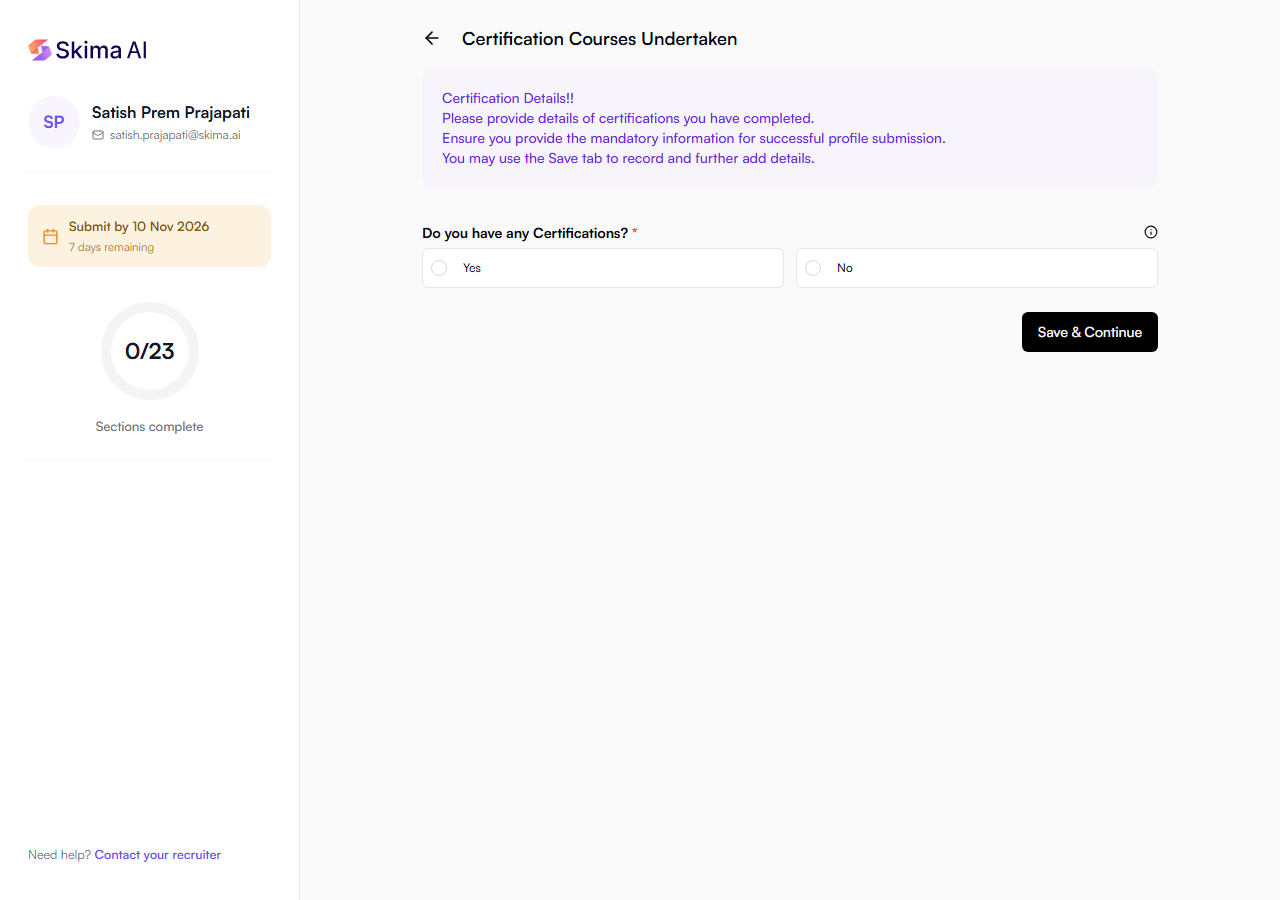 Skima AI
SP
Satish Prem Prajapati
satish.prajapati@skima.ai
Submit by 10 Nov 2026
7 days remaining
0/23
Sections complete
Need help? Contact your recruiter
Certification Courses Undertaken
Certification Details!!
Please provide details of certifications you have completed.
Ensure you provide the mandatory information for successful profile submission.
You may use the Save tab to record and further add details.
Do you have any Certifications? *
Yes
No
Save & Continue